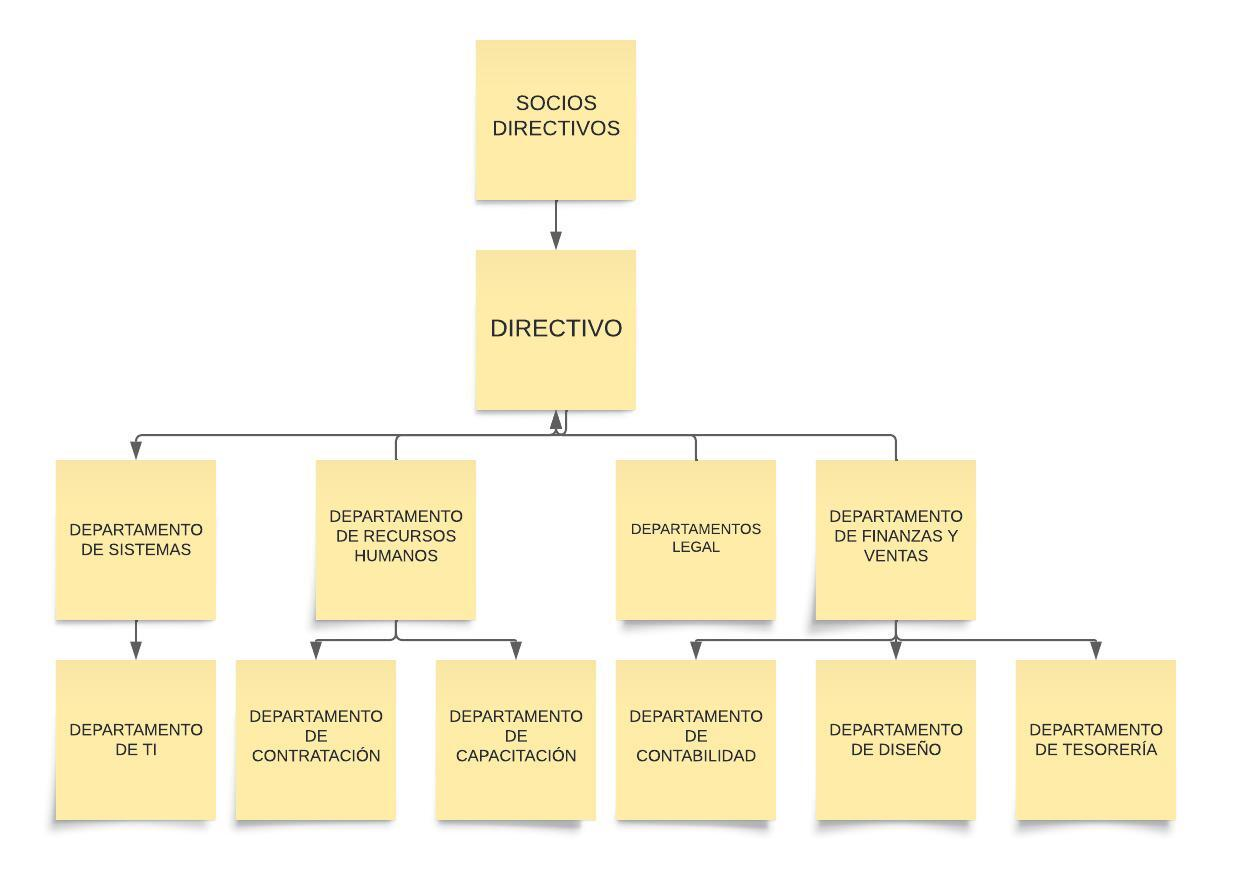 SOCIOS
DIRECTIVOS
DIRECTIVO
DEPARTAMENTO
DE SISTEMAS
DEPARTAMENTO
DE RECURSOS
HUMANOS
DEPARTAMENTOS
LEGAL
DEPARTAMENTO
DE FINANZAS Y
VENTAS
DEPARTAMENTO
DE TI
DEPARTAMENTO
DE
CONTRATACIÓN
DEPARTAMENTO
DE
CAPACITACIÓN
DEPARTAMENTO
DE
CONTABILIDAD
DEPARTAMENTO
DE DISEÑO
DEPARTAMENTO
DE TESORERÍA